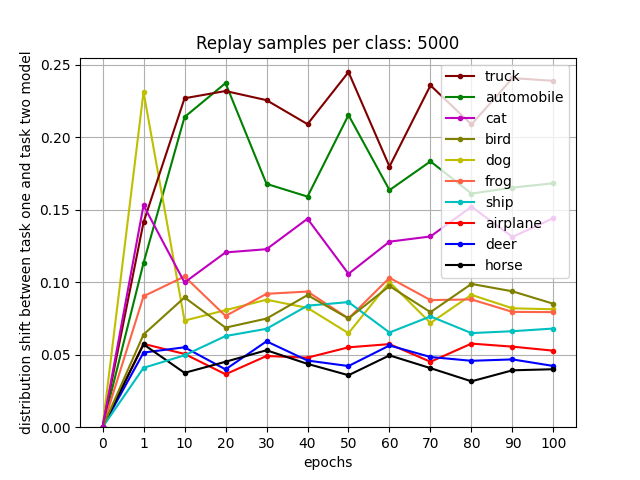 Replay samples per class: 5000
distribution shift between task one and task two model
0.25
0.20
0.15
0.10
0.05
0.00
truck
automobile
cat
bird
dog
frog
ship
airplane
deer
horse
0 1 10 20 30 40 50 60 70 80 90 100
epochs